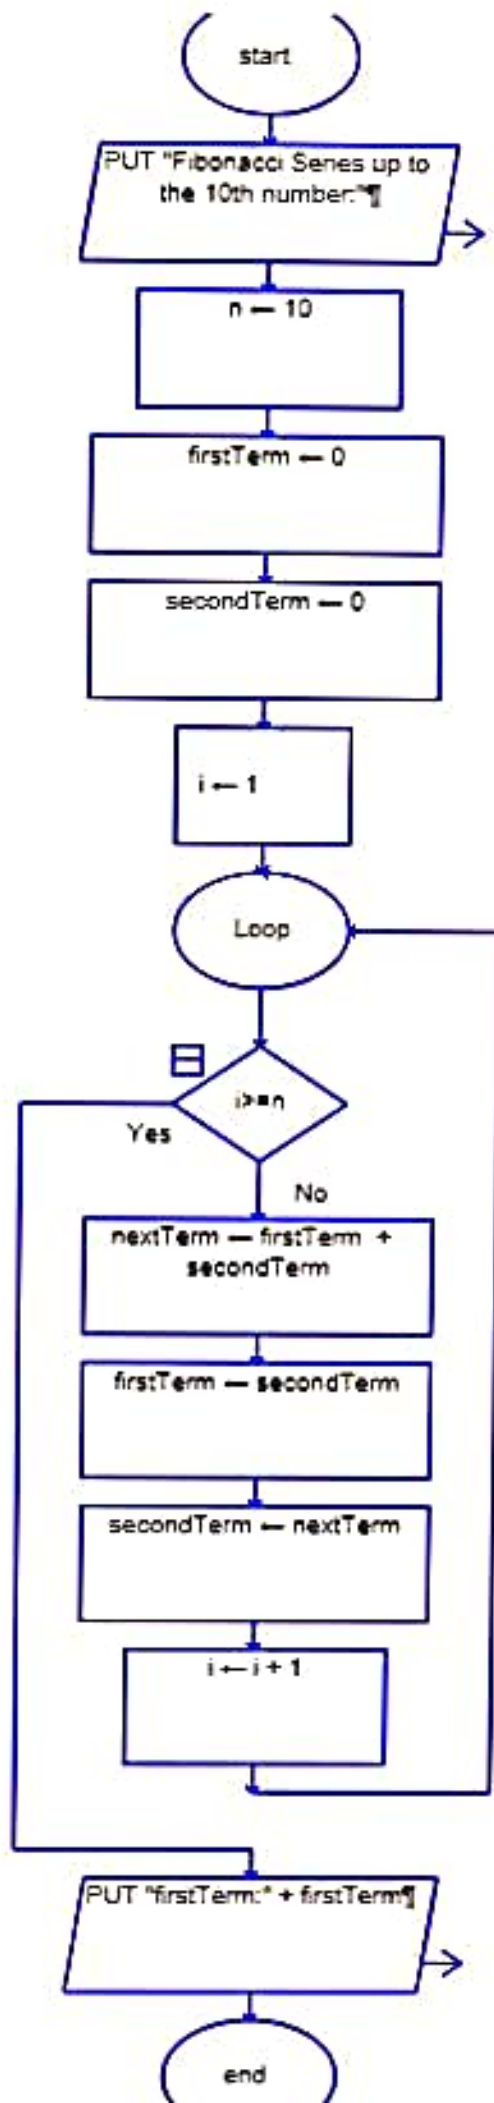 start
PUT "Fibonacci Series up to
the 10th number:"¶
n ← 10
firstTerm ← 0
secondTerm ← 0
i ← 1
Loop
i>=n
Yes
No
nextTerm ← firstTerm +
secondTerm
firstTerm ← secondTerm
secondTerm ← nextTerm
i ← i + 1
PUT "firstTerm:" + firstTerm¶
end